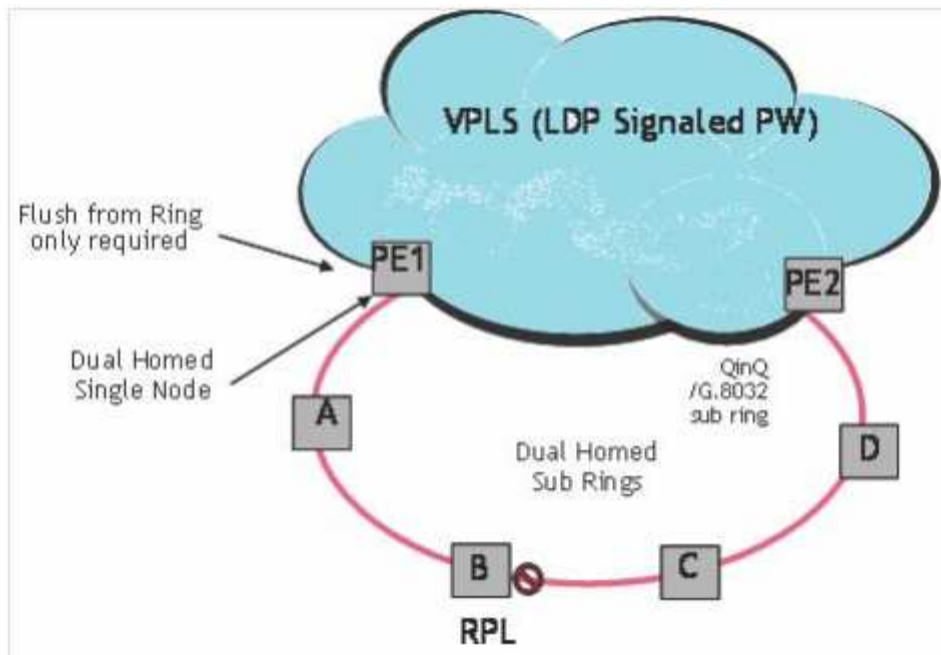 VPLS (LDP Signaled PW)
Flush from Ring
only required
PE1
PE2
Dual Homed
Single Node
QinQ
/G.8032
sub ring
A
D
Dual Homed
Sub Rings
B
C
RPL